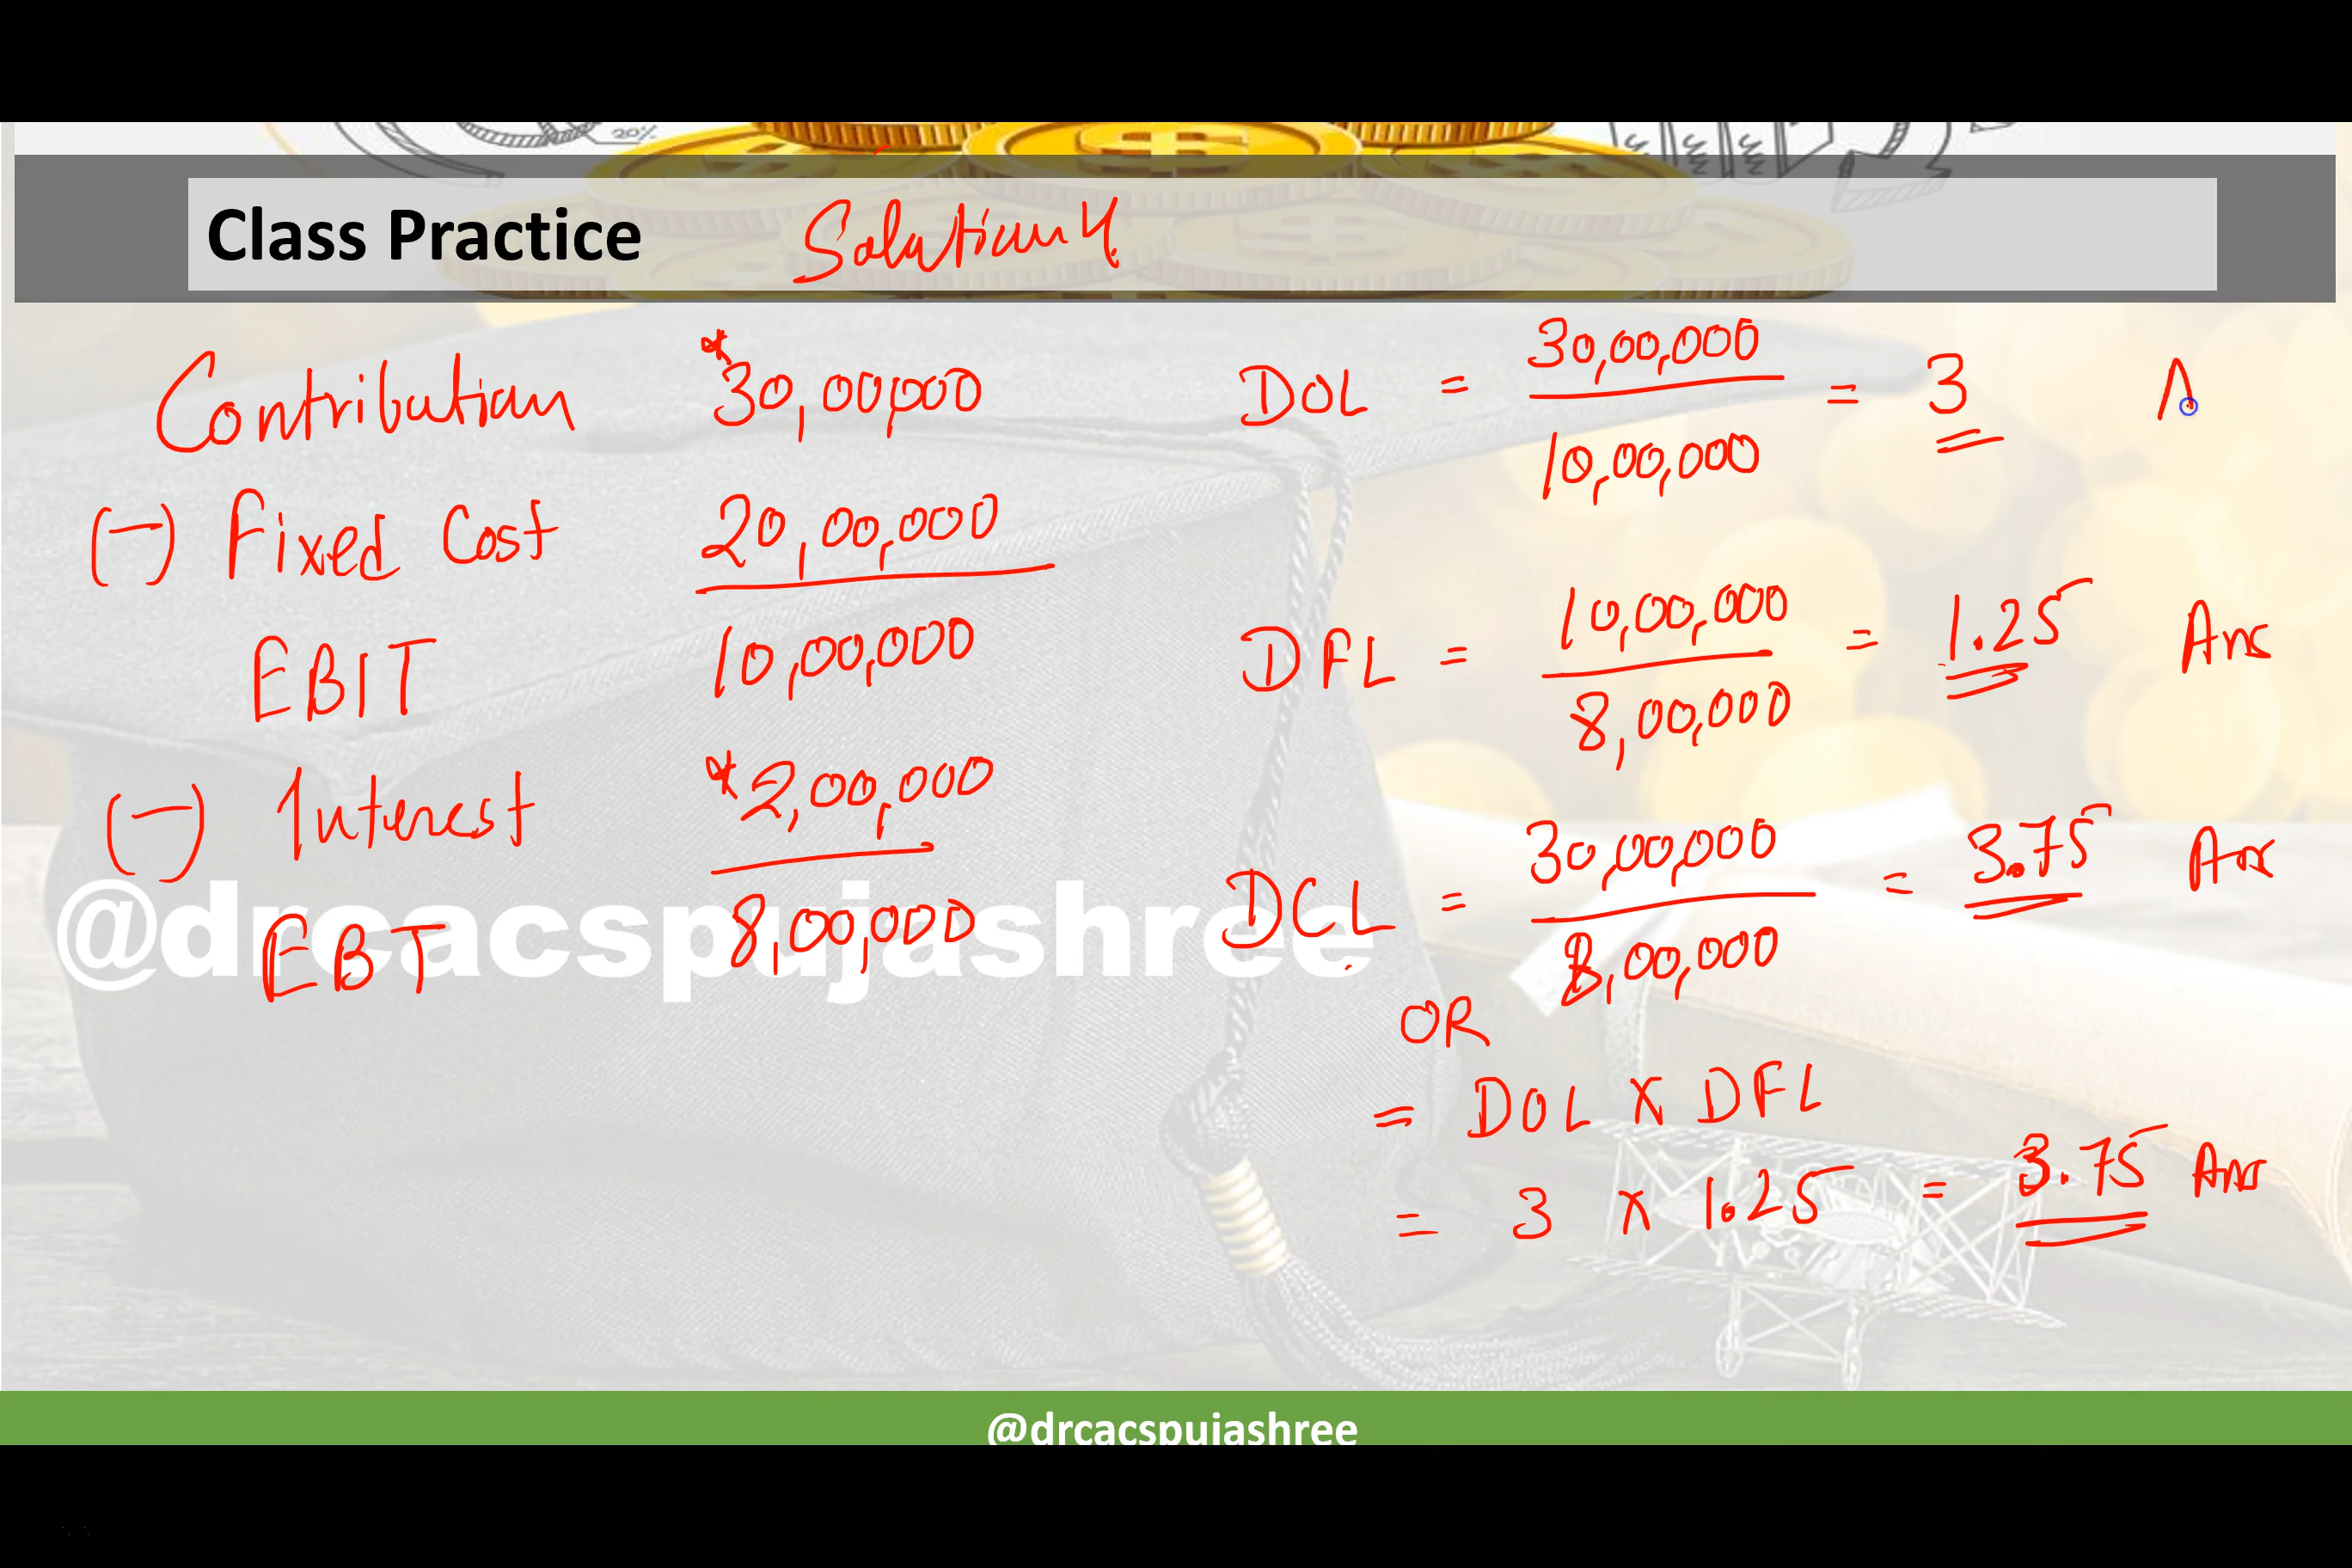 20%
Class Practice Solution 4
Contribution *30,00,000
(-) Fixed Cost 20,00,000
EBIT 10,00,000
(-) Interest *2,00,000
EBT 8,00,000
DOL = 30,00,000 / 10,00,000 = 3 A
DFL = 10,00,000 / 8,00,000 = 1.25 Ans
DCL = 30,00,000 / 8,00,000 = 3.75 Ans
OR
= DOL X DFL
= 3 x 1.25 = 3.75 Ans
@drcacspujashree
@drcacspujashree